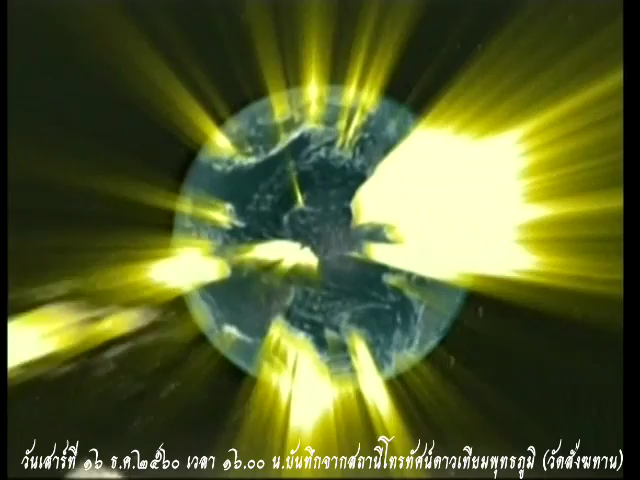 วันเสาร์ที่ ๑๖ ธ.ค.๒๕๖๐ เวลา ๑๖.๐๐ น.บันทึกจากสถานีโทรทัศน์ดาวเทียมพุทธภูมิ (วัดสังฆทาน)